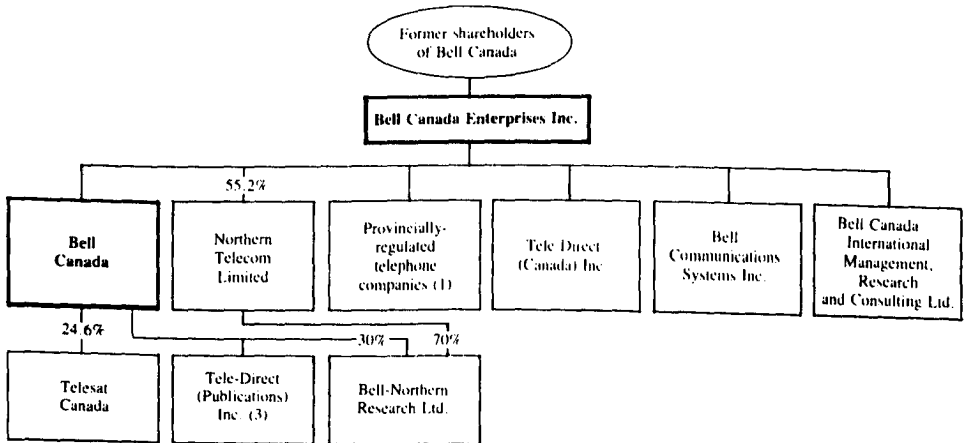 Former shareholders
of Bell Canada
Bell Canada Enterprises Inc.
55.2%
Bell
Canada
Northern
Telecom
Limited
Provincially-
regulated
telephone
companies (1)
Tele-Direct
(Canada) Inc
Bell
Communications
Systems Inc.
Bell Canada
International
Management,
Research
and Consulting Ltd.
24.6%
30%
70%
Telesat
Canada
Tele-Direct
(Publications)
Inc. (3)
Bell-Northern
Research Ltd.